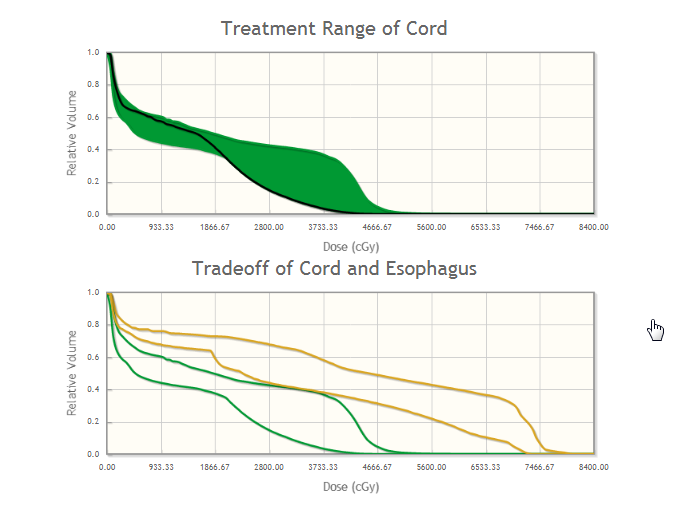 Treatment Range of Cord
1.0
0.8
0.6
0.4
0.2
0.0
Relative Volume
0.00 933.33 1866.67 2800.00 3733.33 4666.67 5600.00 6533.33 7466.67 8400.00
Dose (cGy)
Tradeoff of Cord and Esophagus
1.0
0.8
0.6
0.4
0.2
0.0
Relative Volume
0.00 933.33 1866.67 2800.00 3733.33 4666.67 5600.00 6533.33 7466.67 8400.00
Dose (cGy)